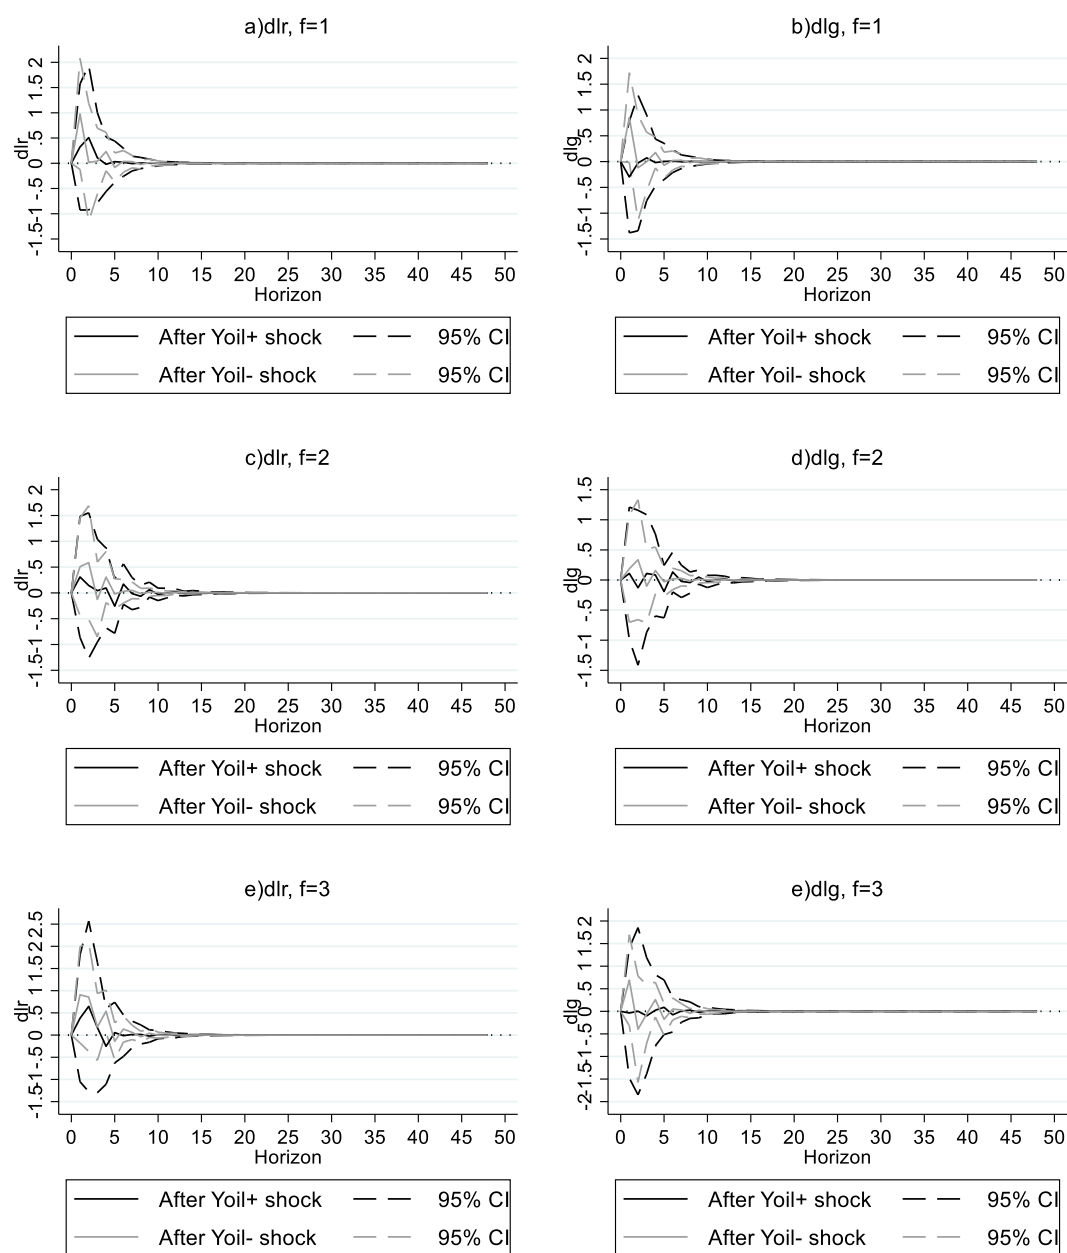 a)dlr, f=1
b)dlg, f=1
dlr
-1.5 -1 -.5 0 .5 1 1.5 2
0 5 10 15 20 25 30 35 40 45 50
Horizon
dlg
-1.5 -1 -.5 0 .5 1 1.5 2
0 5 10 15 20 25 30 35 40 45 50
Horizon
After Yoil+ shock 95% CI
After Yoil- shock 95% CI
After Yoil+ shock 95% CI
After Yoil- shock 95% CI
c)dlr, f=2
d)dlg, f=2
dlr
-1.5 -1 -.5 0 .5 1 1.5 2
0 5 10 15 20 25 30 35 40 45 50
Horizon
dlg
-1.5 -1 -.5 0 .5 1 1.5
0 5 10 15 20 25 30 35 40 45 50
Horizon
After Yoil+ shock 95% CI
After Yoil- shock 95% CI
After Yoil+ shock 95% CI
After Yoil- shock 95% CI
e)dlr, f=3
e)dlg, f=3
dlr
-1.5 -1 -.5 0 .5 1 1.5 2 2.5
0 5 10 15 20 25 30 35 40 45 50
Horizon
dlg
-2 -1.5 -1 -.5 0 .5 1 1.5 2
0 5 10 15 20 25 30 35 40 45 50
Horizon
After Yoil+ shock 95% CI
After Yoil- shock 95% CI
After Yoil+ shock 95% CI
After Yoil- shock 95% CI